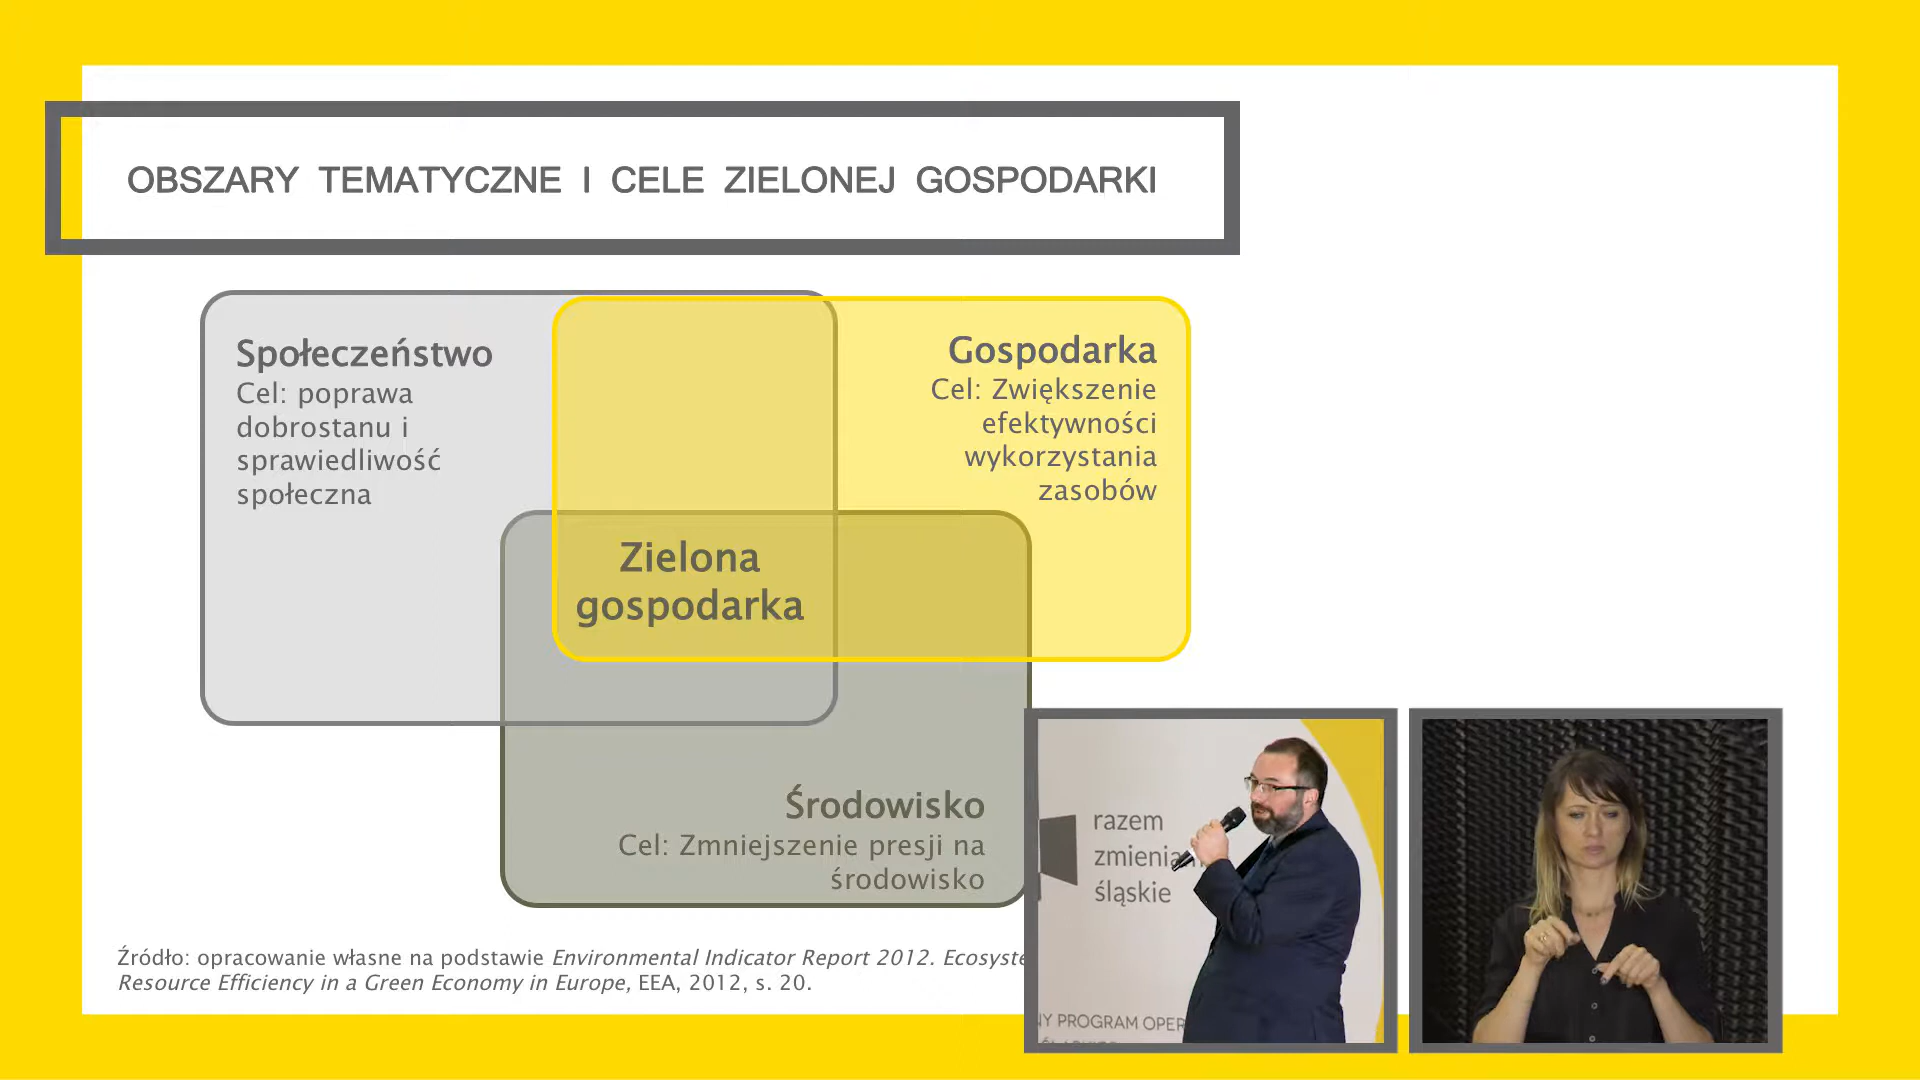 OBSZARY TEMATYCZNE I CELE ZIELONEJ GOSPODARKI
Społeczeństwo
Cel: poprawa
dobrostanu i
sprawiedliwość
społeczna
Gospodarka
Cel: Zwiększenie
efektywności
wykorzystania
zasobów
Zielona
gospodarka
Środowisko
Cel: Zmniejszenie presji na
środowisko
Źródło: opracowanie własne na podstawie Environmental Indicator Report 2012.
Resource Efficiency in a Green Economy in Europe, EEA, 2012, s. 20.
razem
śląskie
PROGRAM